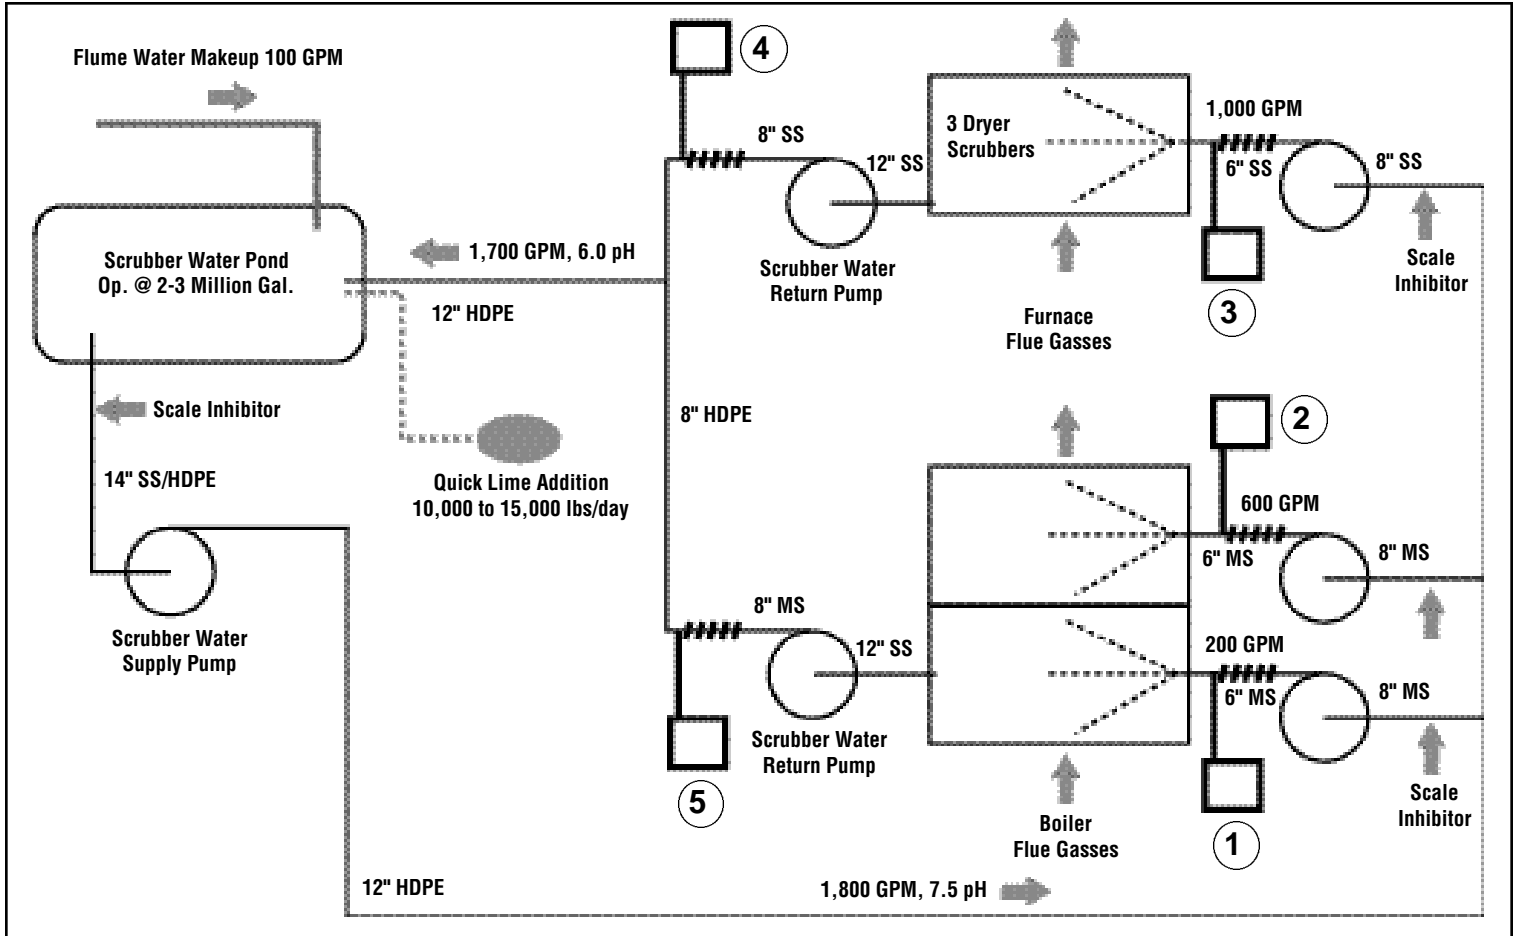 Flume Water Makeup 100 GPM
4
8" SS
12" SS
3 Dryer
Scrubbers
1,000 GPM
6" SS
8" SS
Scrubber Water Pond
Op. @ 2-3 Million Gal.
1,700 GPM, 6.0 pH
12" HDPE
Scrubber Water
Return Pump
Furnace
Flue Gasses
3
Scale
Inhibitor
Scale Inhibitor
14" SS/HDPE
Quick Lime Addition
10,000 to 15,000 lbs/day
8" HDPE
2
600 GPM
6" MS
8" MS
Scrubber Water
Supply Pump
8" MS
12" SS
200 GPM
6" MS
8" MS
Scrubber Water
Return Pump
5
Boiler
Flue Gasses
1
Scale
Inhibitor
12" HDPE
1,800 GPM, 7.5 pH